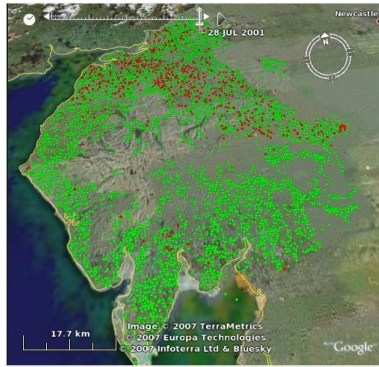 Newcastle
28 JUL 2001
N
17.7 km
Image © 2007 TerraMetrics
© 2007 Europa Technologies
© 2007 Infoterra Ltd & Bluesky
Google